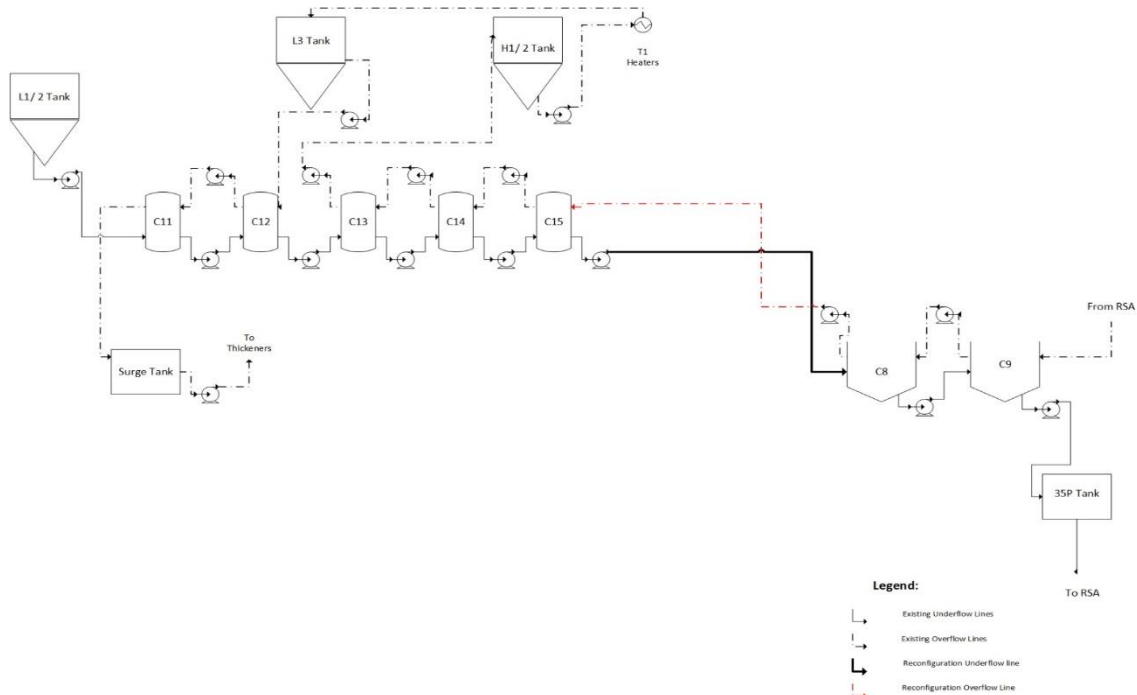 L3 Tank
H1/ 2 Tank
T1
Heaters
L1/ 2 Tank
C11
C12
C13
C14
C15
To
Thickeners
Surge Tank
From RSA
C8
C9
35P Tank
To RSA
Legend:
Existing Underflow Lines
Existing Overflow Lines
Reconfiguration Underflow line
Reconfiguration Overflow Line